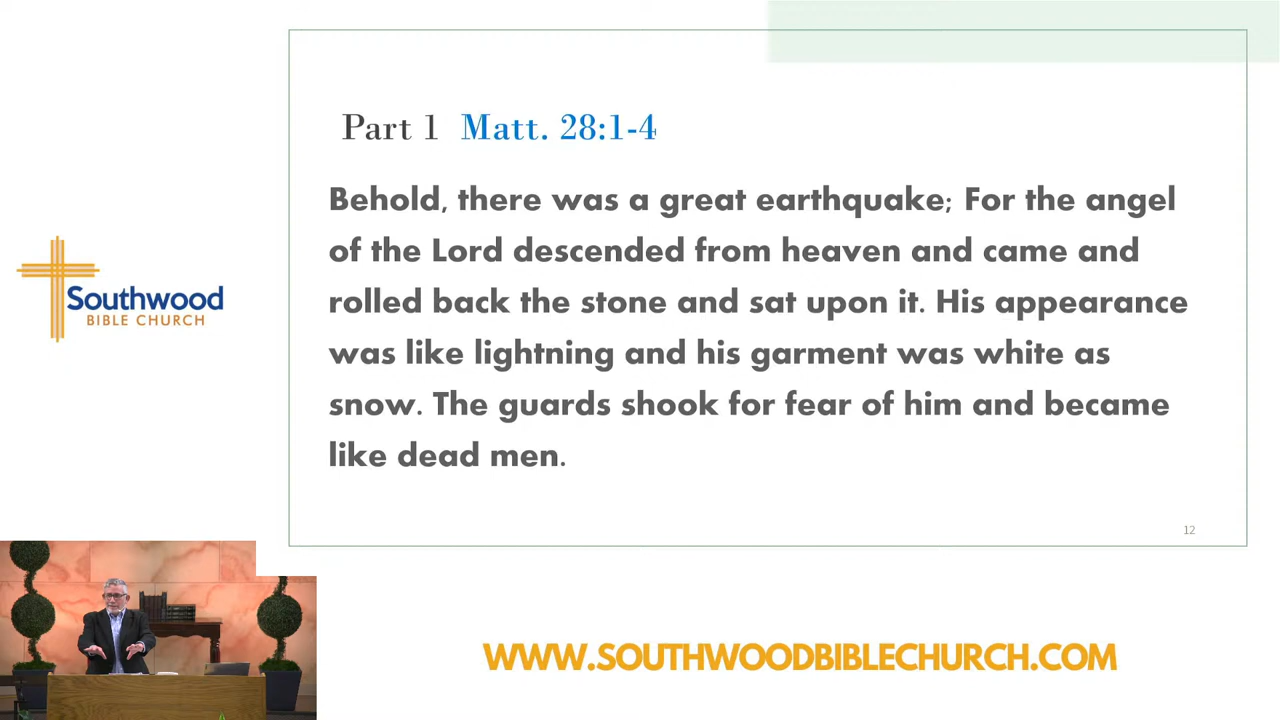 Part 1 Matt. 28:1-4
Behold, there was a great earthquake; For the angel
of the Lord descended from heaven and came and
rolled back the stone and sat upon it. His appearance
was like lightning and his garment was white as
snow. The guards shook for fear of him and became
like dead men.
12
Southwood
BIBLE CHURCH
WWW.SOUTHWOODBIBLECHURCH.COM